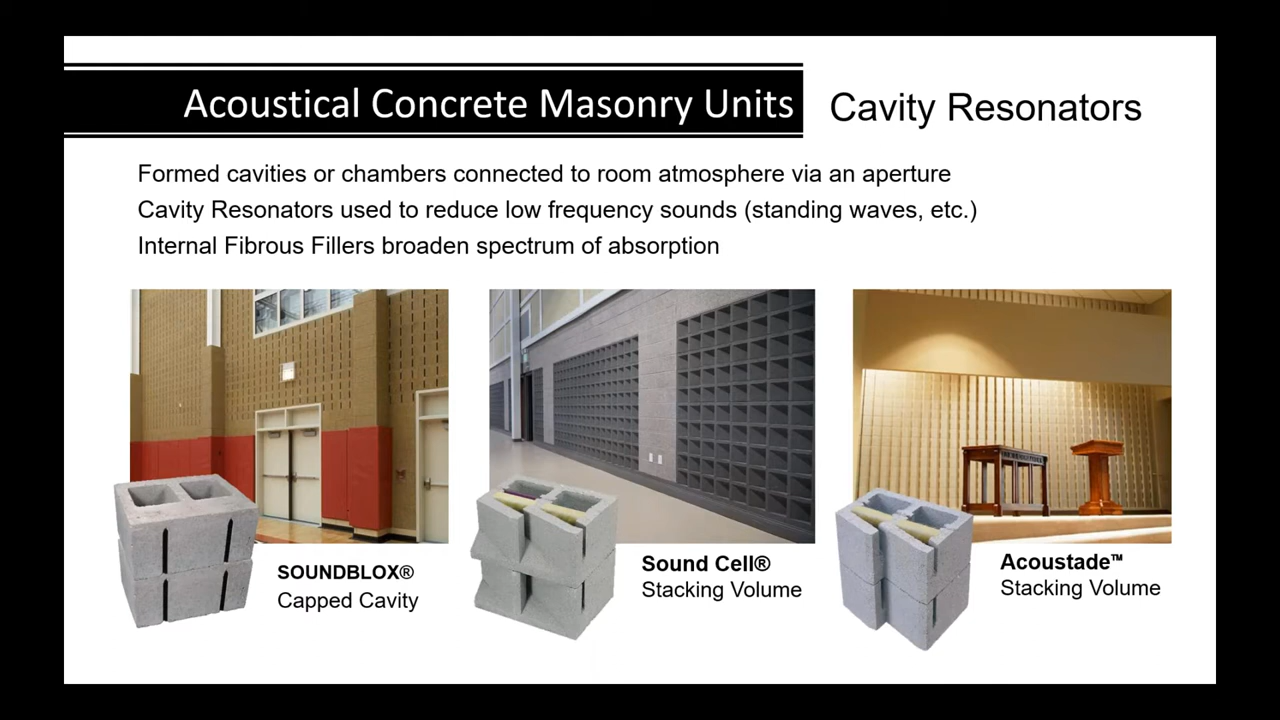 Acoustical Concrete Masonry Units
Cavity Resonators
Formed cavities or chambers connected to room atmosphere via an aperture
Cavity Resonators used to reduce low frequency sounds (standing waves, etc.)
Internal Fibrous Fillers broaden spectrum of absorption
SOUNDBLOX®
Capped Cavity
Sound Cell®
Stacking Volume
Acoustade™
Stacking Volume